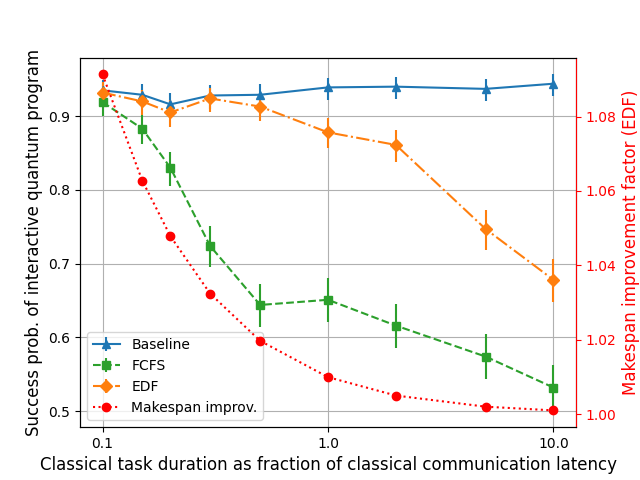 Success prob. of interactive quantum program
0.9
0.8
0.7
0.6
0.5
1.08
1.06
1.04
1.02
1.00
Makespan improvement factor (EDF)
Baseline
FCFS
EDF
Makespan improv.
0.1
1.0
10.0
Classical task duration as fraction of classical communication latency